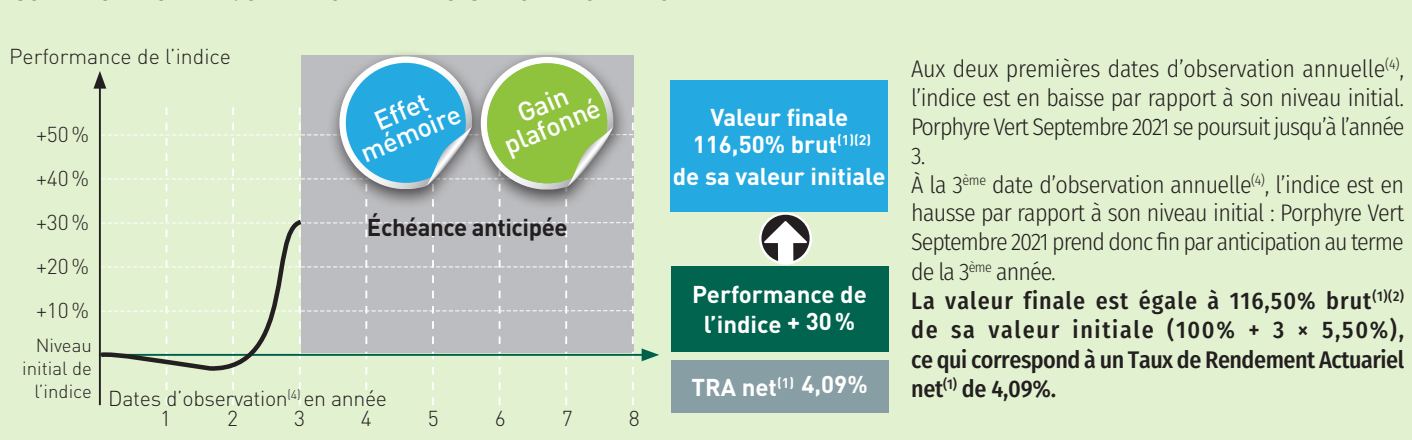 Performance de l'indice
+50 %
+40 %
+30 %
+20 %
+10 %
Niveau
initial de
l'indice
Dates d'observation(4) en année
1 2 3 4 5 6 7 8
Effet
mémoire
Gain
plafonné
Échéance anticipée
Valeur finale
116,50% brut(1)(2)
de sa valeur initiale
Performance de
l'indice + 30 %
TRA net(1) 4,09%
Aux deux premières dates d'observation annuelle(4),
l'indice est en baisse par rapport à son niveau initial.
Porphyre Vert Septembre 2021 se poursuit jusqu'à l'année
3.
À la 3ème date d'observation annuelle(4), l'indice est en
hausse par rapport à son niveau initial : Porphyre Vert
Septembre 2021 prend donc fin par anticipation au terme
de la 3ème année.
La valeur finale est égale à 116,50% brut(1)(2)
de sa valeur initiale (100% + 3 × 5,50%),
ce qui correspond à un Taux de Rendement Actuariel
net(1) de 4,09%.